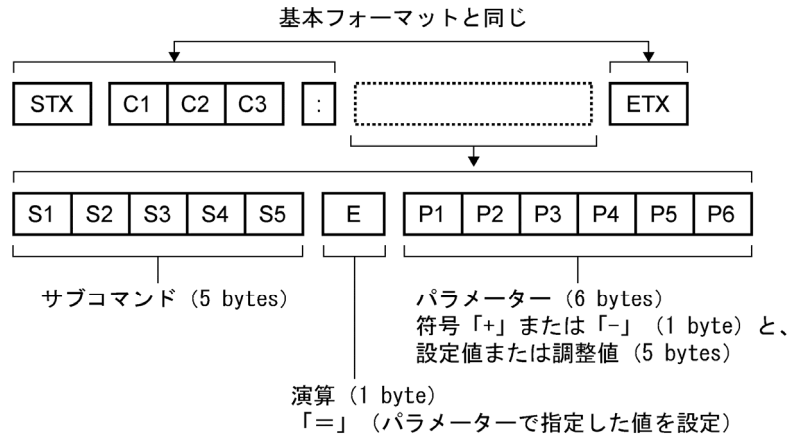 基本フォーマットと同じ
STX C1 C2 C3 : ETX
S1 S2 S3 S4 S5 E P1 P2 P3 P4 P5 P6
サブコマンド（5 bytes）
パラメーター（6 bytes）
符号「+」または「-」（1 byte）と、
設定値または調整値（5 bytes）
演算（1 byte）
「＝」（パラメーターで指定した値を設定）